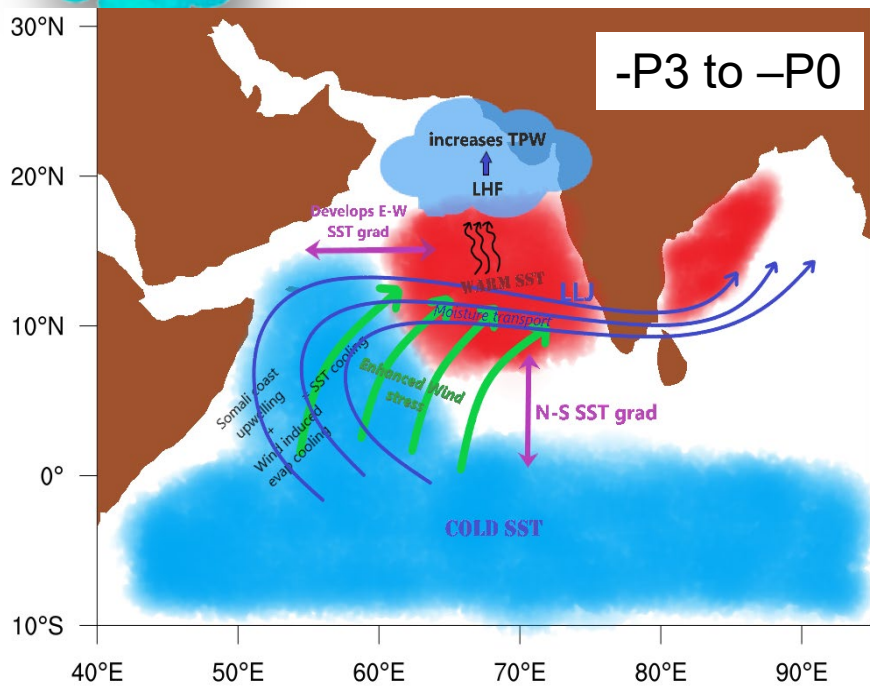 30°N
-P3 to –P0
increases TPW
20°N
LHF
Develops E-W
SST grad
WARM SST
LLJ
10°N
Moisture transport
Somali coast
upwelling
+
Wind induced
evap cooling
= SST cooling
Enhanced Wind
stress
N-S SST grad
0°
COLD SST
10°S
40°E
50°E
60°E
70°E
80°E
90°E